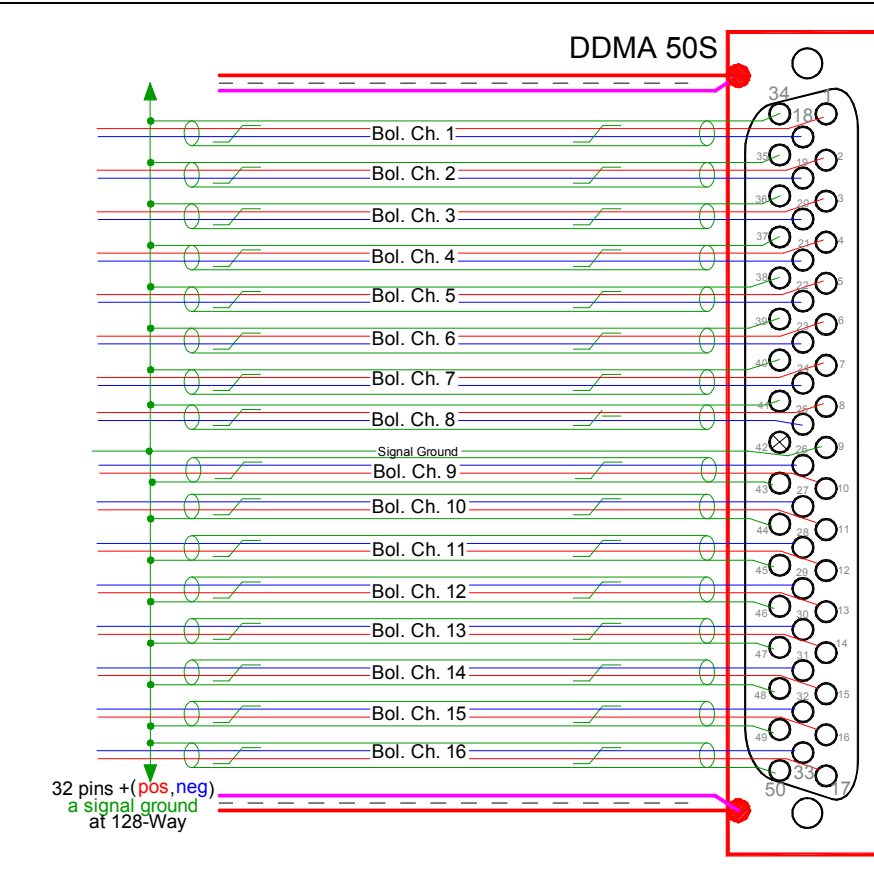 DDMA 50S
34
1
18
Bol. Ch. 1
35
19
2
Bol. Ch. 2
36
20
3
Bol. Ch. 3
37
21
4
Bol. Ch. 4
38
22
5
Bol. Ch. 5
39
23
6
Bol. Ch. 6
40
24
7
Bol. Ch. 7
41
25
8
Bol. Ch. 8
Signal Ground
42
26
9
Bol. Ch. 9
43
27
10
Bol. Ch. 10
44
28
11
Bol. Ch. 11
45
29
12
Bol. Ch. 12
46
30
13
Bol. Ch. 13
47
31
14
Bol. Ch. 14
48
32
15
Bol. Ch. 15
49
16
Bol. Ch. 16
33
50
17
32 pins +(pos,neg)
a signal ground
at 128-Way